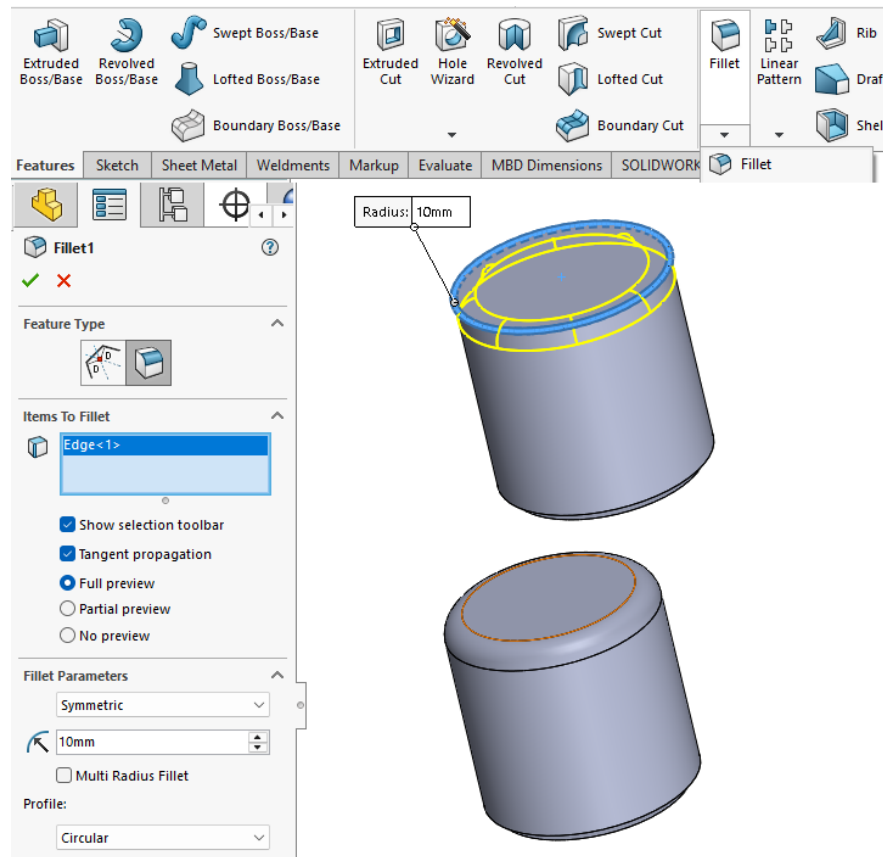 Extruded Boss/Base
Revolved Boss/Base
Swept Boss/Base
Lofted Boss/Base
Boundary Boss/Base
Extruded Cut
Hole Wizard
Revolved Cut
Swept Cut
Lofted Cut
Boundary Cut
Fillet
Linear Pattern
Rib
Draf
Shel
Features Sketch Sheet Metal Weldments Markup Evaluate MBD Dimensions SOLIDWORK
Fillet
Radius: 10mm
Fillet1
Feature Type
Items To Fillet
Edge<1>
Show selection toolbar
Tangent propagation
Full preview
Partial preview
No preview
Fillet Parameters
Symmetric
10mm
Multi Radius Fillet
Profile:
Circular